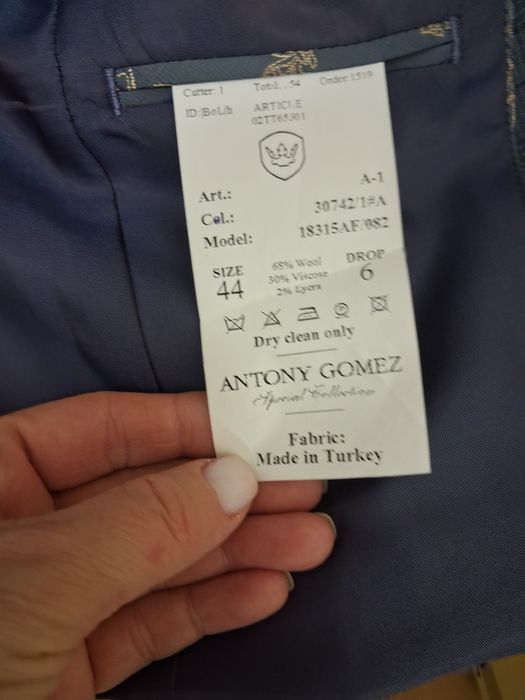 Cutter: 1 Total: .54 Order:1519
ID:BoL/h ARTICLE
02TT65301
Art.: A-1
Col.: 30742/1#A
Model: 18315AF/082
SIZE 68% Wool DROP
44 30% Viscose 6
2% Lycra
Dry clean only
ANTONY GOMEZ
Special Collection
Fabric:
Made in Turkey